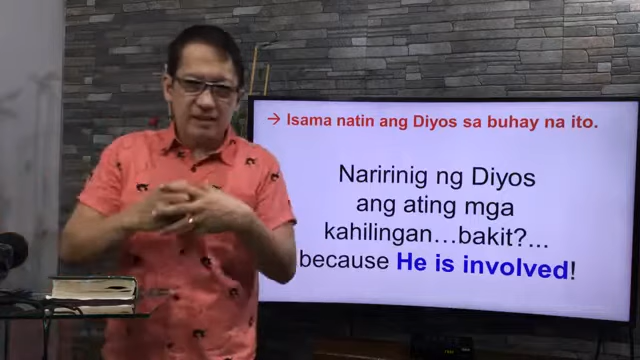 → Isama natin ang Diyos sa buhay na ito.
Naririnig ng Diyos
ang ating mga
kahilingan…bakit?...
because He is involved!